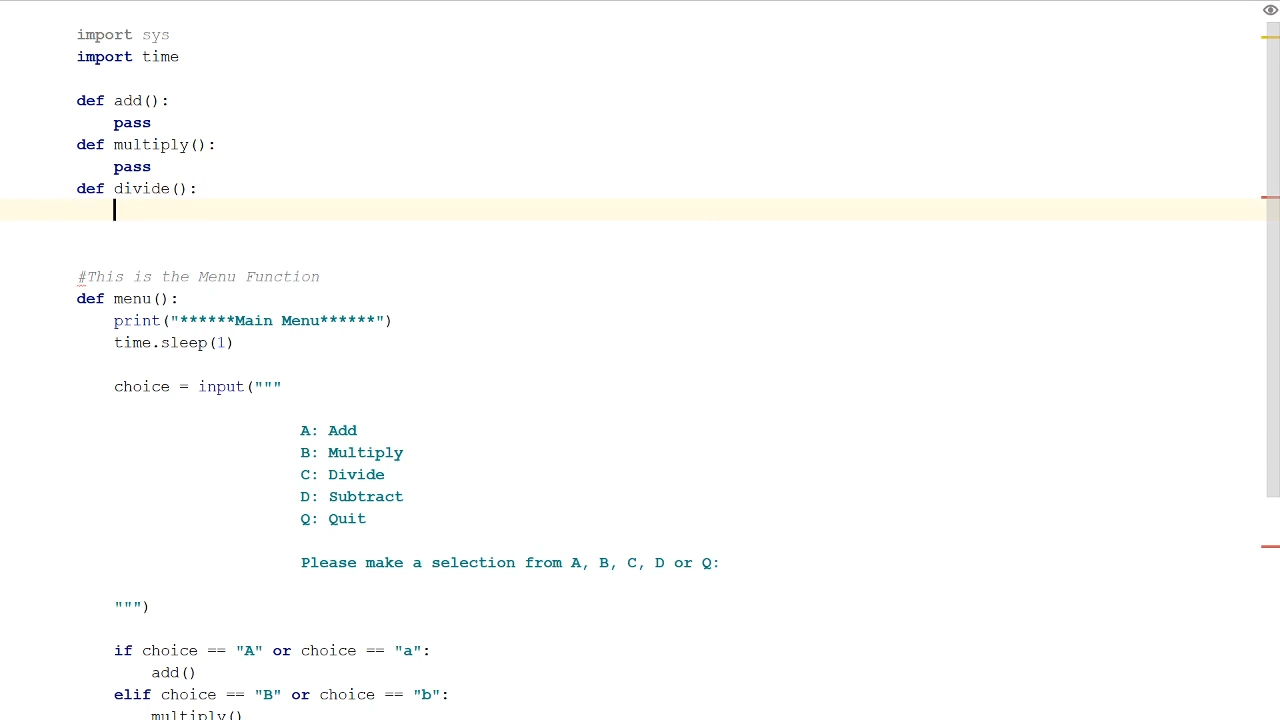 import sys
import time
def add():
pass
def multiply():
pass
def divide():
#This is the Menu Function
def menu():
print("******Main Menu******")
time.sleep(1)
choice = input("""
A: Add
B: Multiply
C: Divide
D: Subtract
Q: Quit
Please make a selection from A, B, C, D or Q:
""")
if choice == "A" or choice == "a":
add()
elif choice == "B" or choice == "b":
multiply()